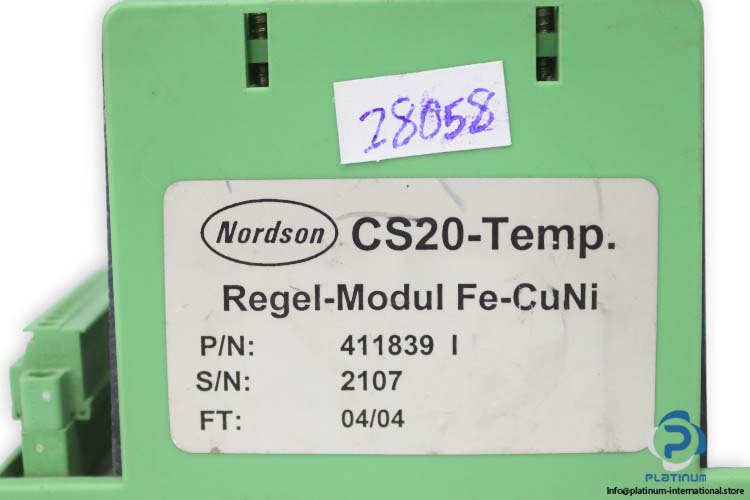 28058
Nordson CS20-Temp.
Regel-Modul Fe-CuNi
P/N: 411839 I
S/N: 2107
FT: 04/04
PLATINUM
Info@platinum-international.store